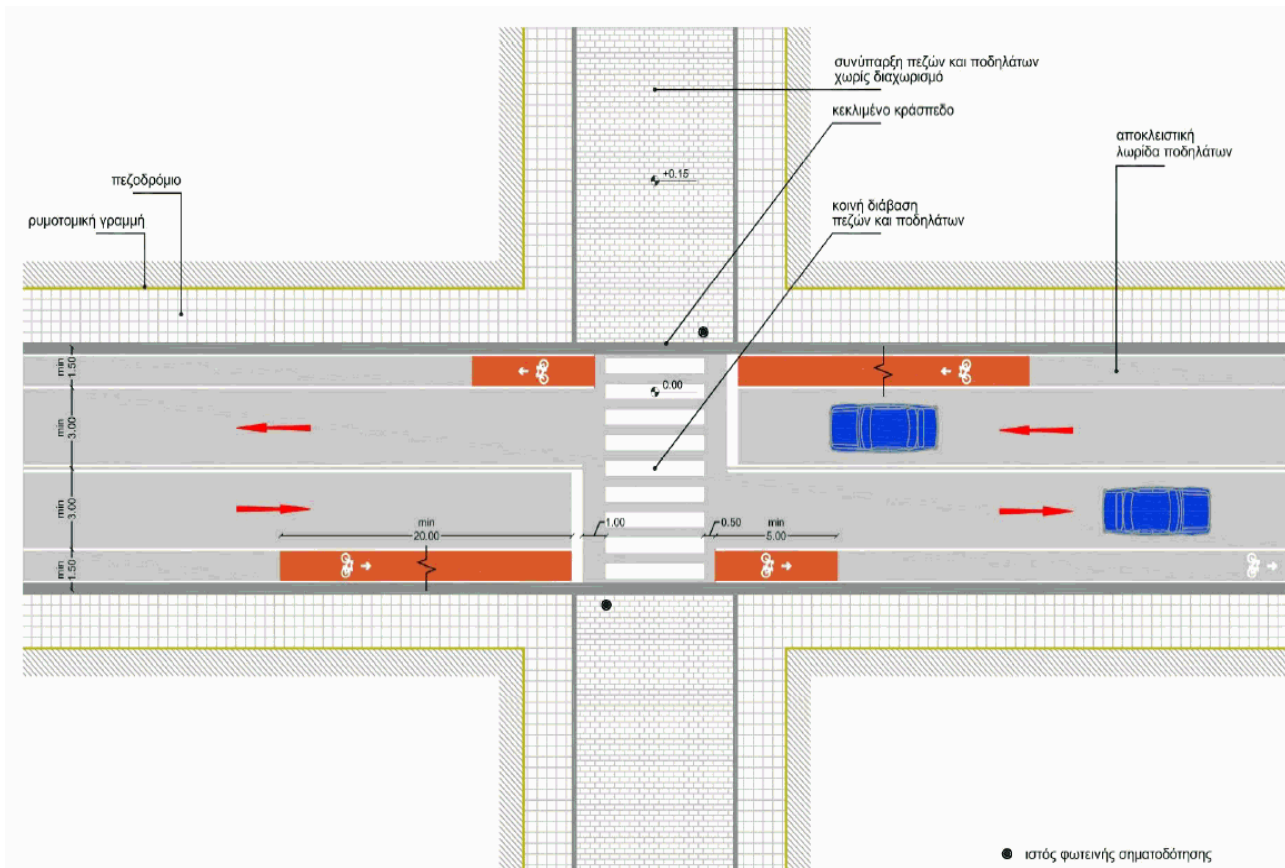 συνύπαρξη πεζών και ποδηλάτων
χωρίς διαχωρισμό
κεκλιμένο κράσπεδο
αποκλειστική
λωρίδα ποδηλάτων
πεζοδρόμιο
+0.15
κοινή διάβαση
πεζών και ποδηλάτων
ρυμοτομική γραμμή
min
1.50
0.00
min
3.00
min
3.00
min
20.00
1.00
0.50
min
5.00
min
1.50
ιστός φωτεινής σηματοδότησης